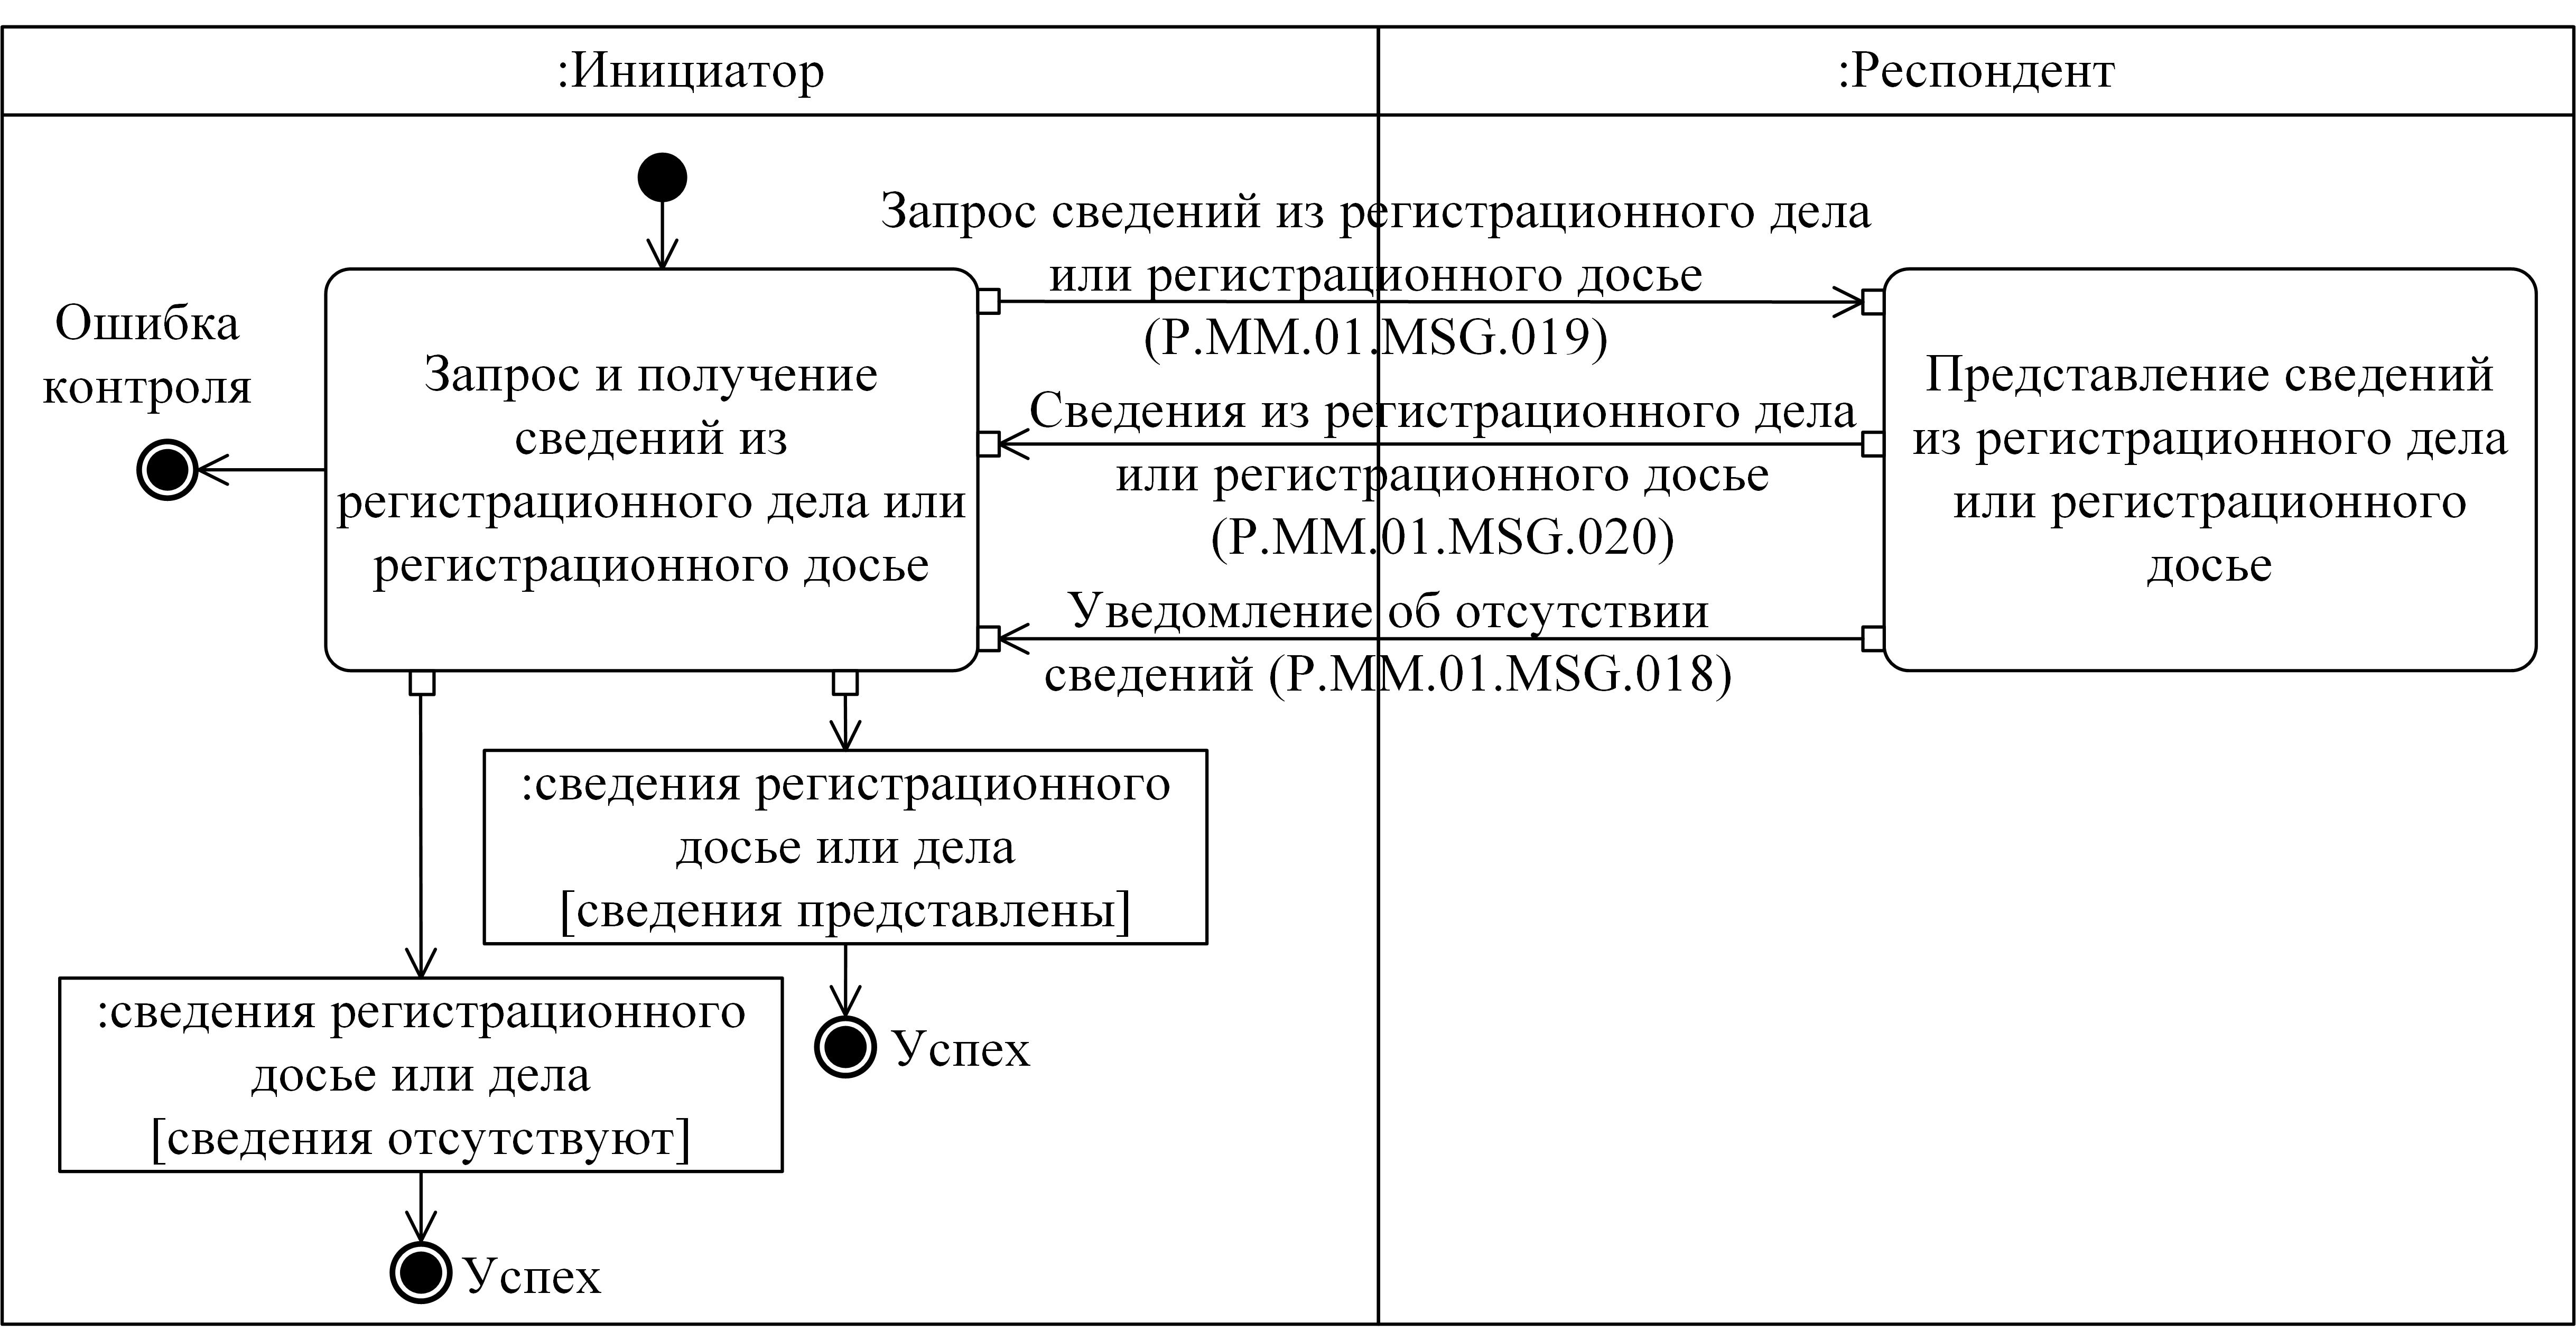 :Инициатор
:Респондент
Запрос сведений из регистрационного дела
или регистрационного досье
(P.MM.01.MSG.019)
Ошибка
контроля
Запрос и получение
сведений из
регистрационного дела или
регистрационного досье
Сведения из регистрационного дела
или регистрационного досье
(P.MM.01.MSG.020)
Уведомление об отсутствии
сведений (P.MM.01.MSG.018)
Представление сведений
из регистрационного дела
или регистрационного
досье
:сведения регистрационного
досье или дела
[сведения представлены]
Успех
:сведения регистрационного
досье или дела
[сведения отсутствуют]
Успех